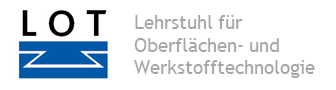 LOT
Lehrstuhl für
Oberflächen- und
Werkstofftechnologie